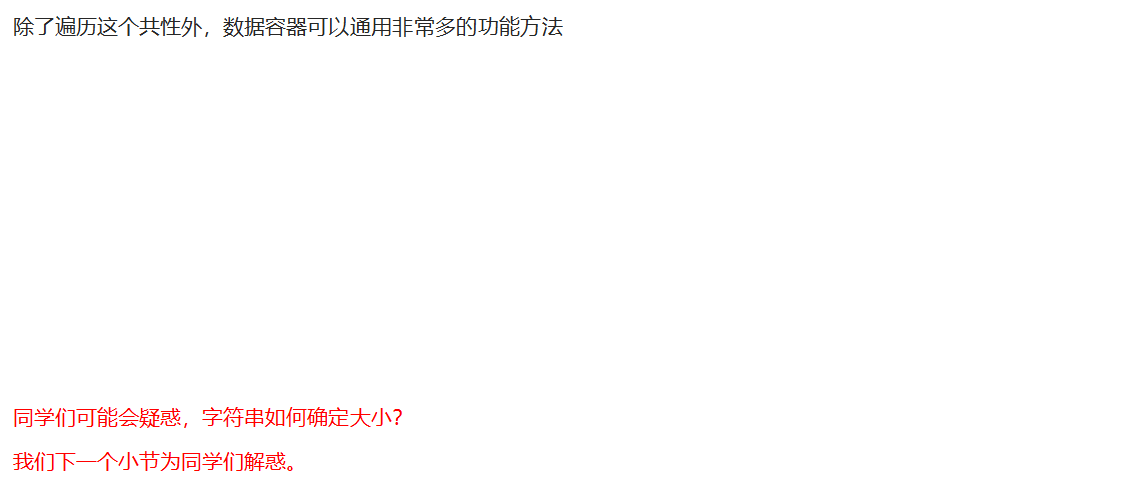 除了遍历这个共性外，数据容器可以通用非常多的功能方法
同学们可能会疑惑，字符串如何确定大小？
我们下一个小节为同学们解惑。